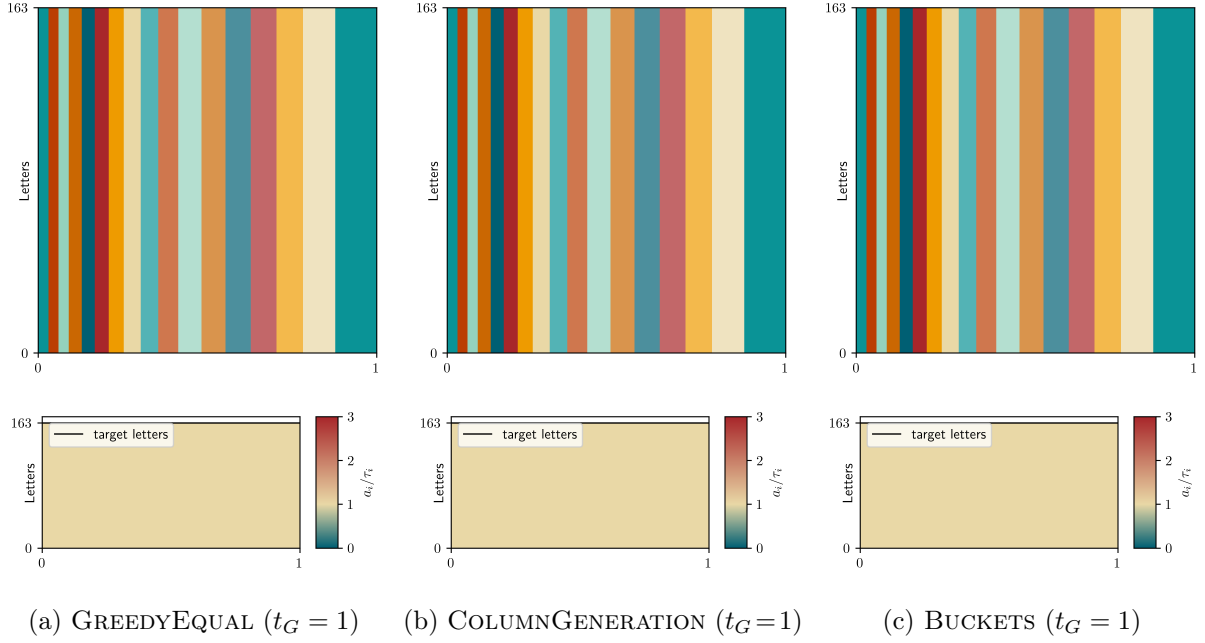 163
Letters
0
0
1
163
Letters
0
0
1
163
Letters
0
0
1
163
target letters
Letters
0
0
1
3
2
1
0
a_i/τ_i
163
target letters
Letters
0
0
1
3
2
1
0
a_i/τ_i
163
target letters
Letters
0
0
1
3
2
1
0
a_i/τ_i
(a) GREEDYEQUAL (t_G = 1)
(b) COLUMNGENERATION (t_G = 1)
(c) BUCKETS (t_G = 1)